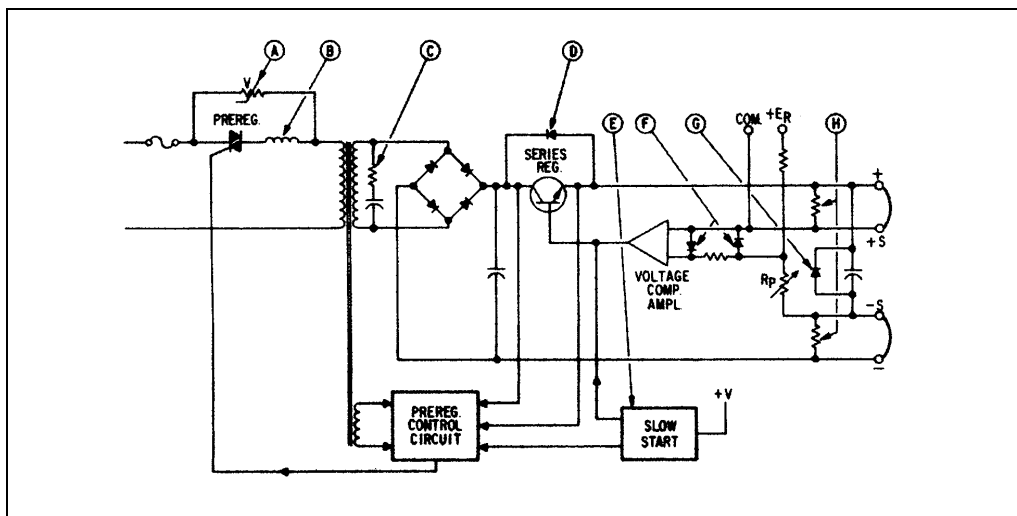 A
B
C
D
V
PREREG.
E
F
G
COM.
+ER
H
SERIES
REG.
+
+S
VOLTAGE
COMP.
AMPL.
RP
-S
-
PREREG.
CONTROL
CIRCUIT
SLOW
START
+V